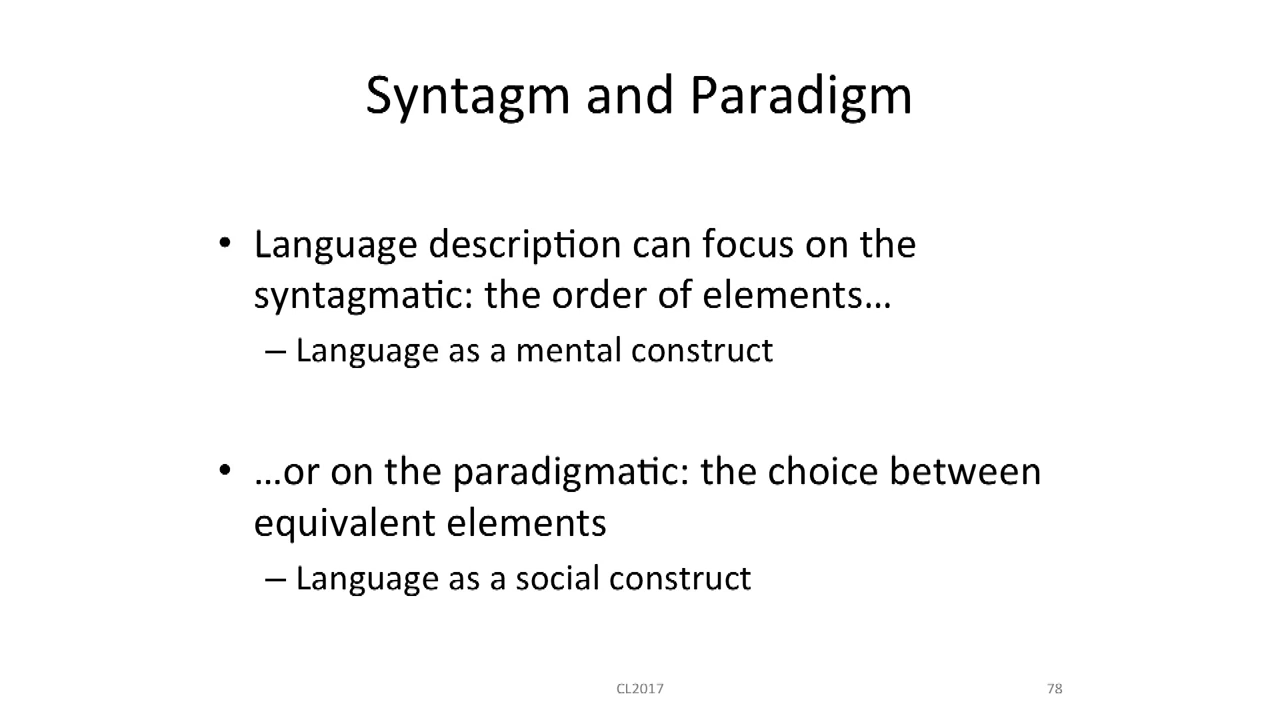 Syntagm and Paradigm
• Language description can focus on the
syntagmatic: the order of elements…
– Language as a mental construct
• …or on the paradigmatic: the choice between
equivalent elements
– Language as a social construct
CL2017
78